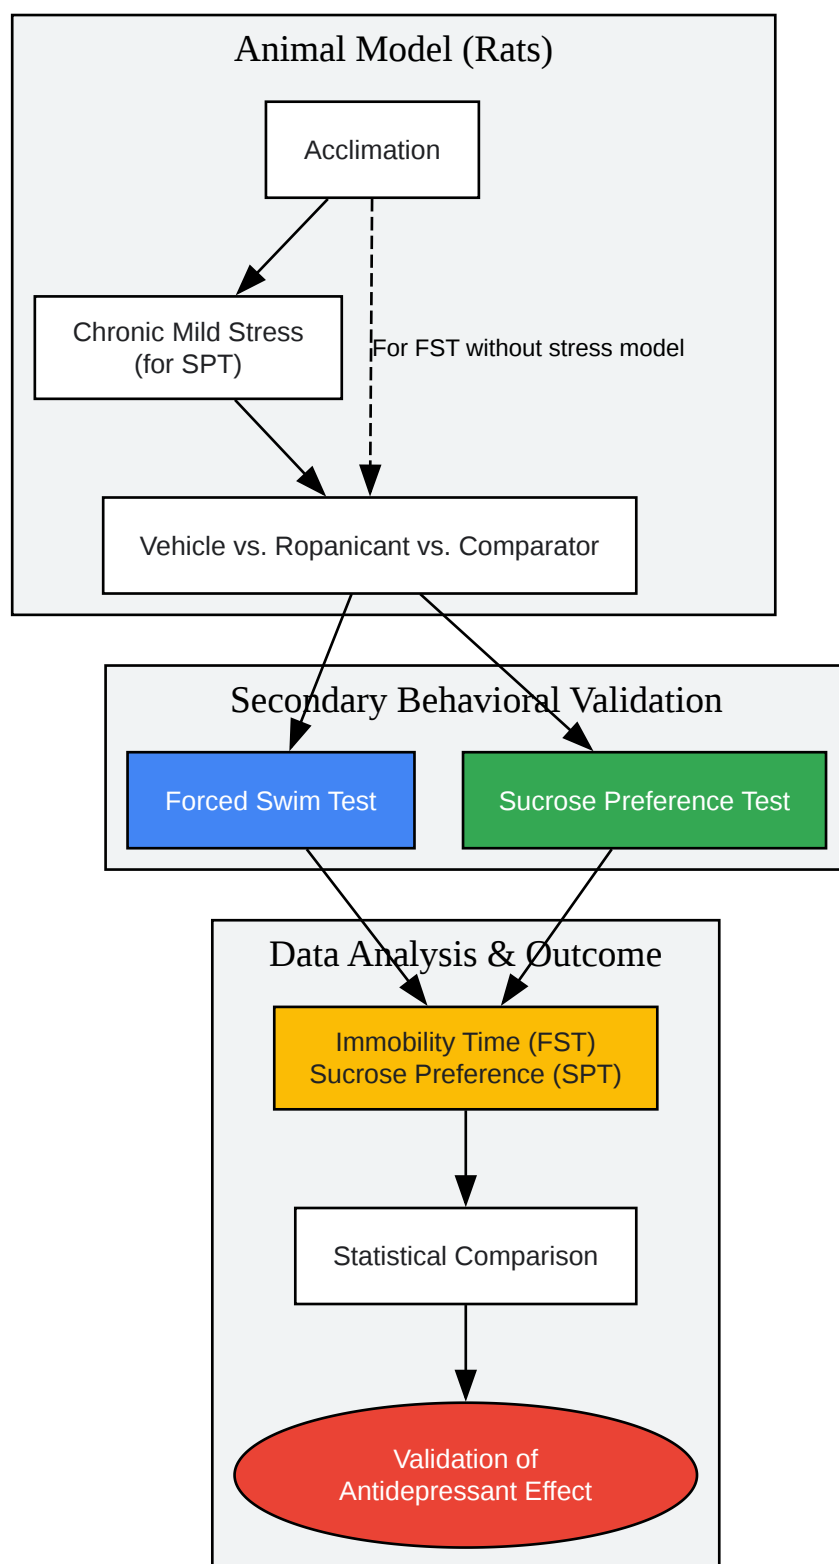 Animal Model (Rats)
Acclimation
Chronic Mild Stress
(for SPT)
For FST without stress model
Vehicle vs. Ropanicant vs. Comparator
Secondary Behavioral Validation
Forced Swim Test
Sucrose Preference Test
Data Analysis & Outcome
Immobility Time (FST)
Sucrose Preference (SPT)
Statistical Comparison
Validation of
Antidepressant Effect